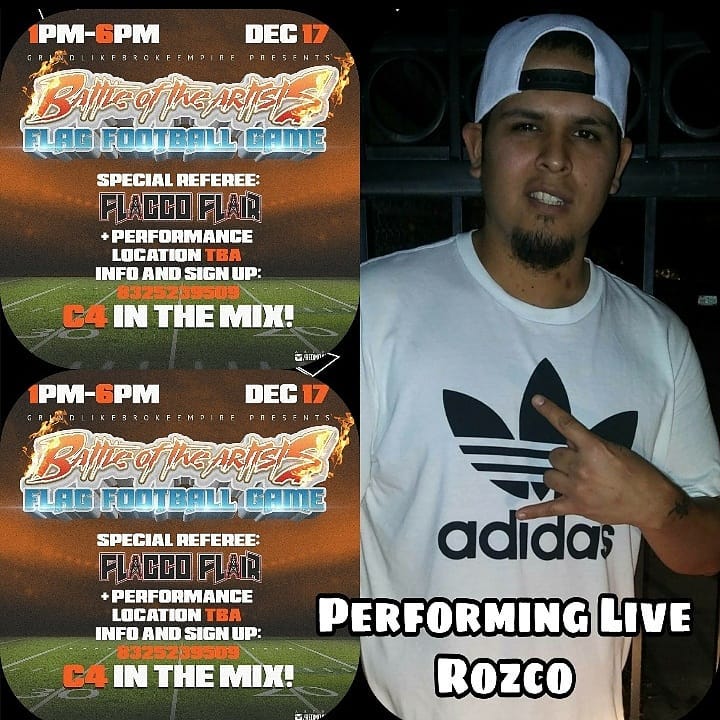 1PM-6PM DEC 17
GRINDLIKEBROKEEMPIRE PRESENTS
BATTLE OF THE ARTISTS
FLAG FOOTBALL GAME
SPECIAL REFEREE:
FLACCO FLAIR
+ PERFORMANCE
LOCATION TBA
INFO AND SIGN UP:
8325239509
C4 IN THE MIX!
1PM-6PM DEC 17
GRINDLIKEBROKEEMPIRE PRESENTS
BATTLE OF THE ARTISTS
FLAG FOOTBALL GAME
SPECIAL REFEREE:
FLACCO FLAIR
+ PERFORMANCE
LOCATION TBA
INFO AND SIGN UP:
8325239509
C4 IN THE MIX!
adidas
PERFORMING LIVE
ROZCO